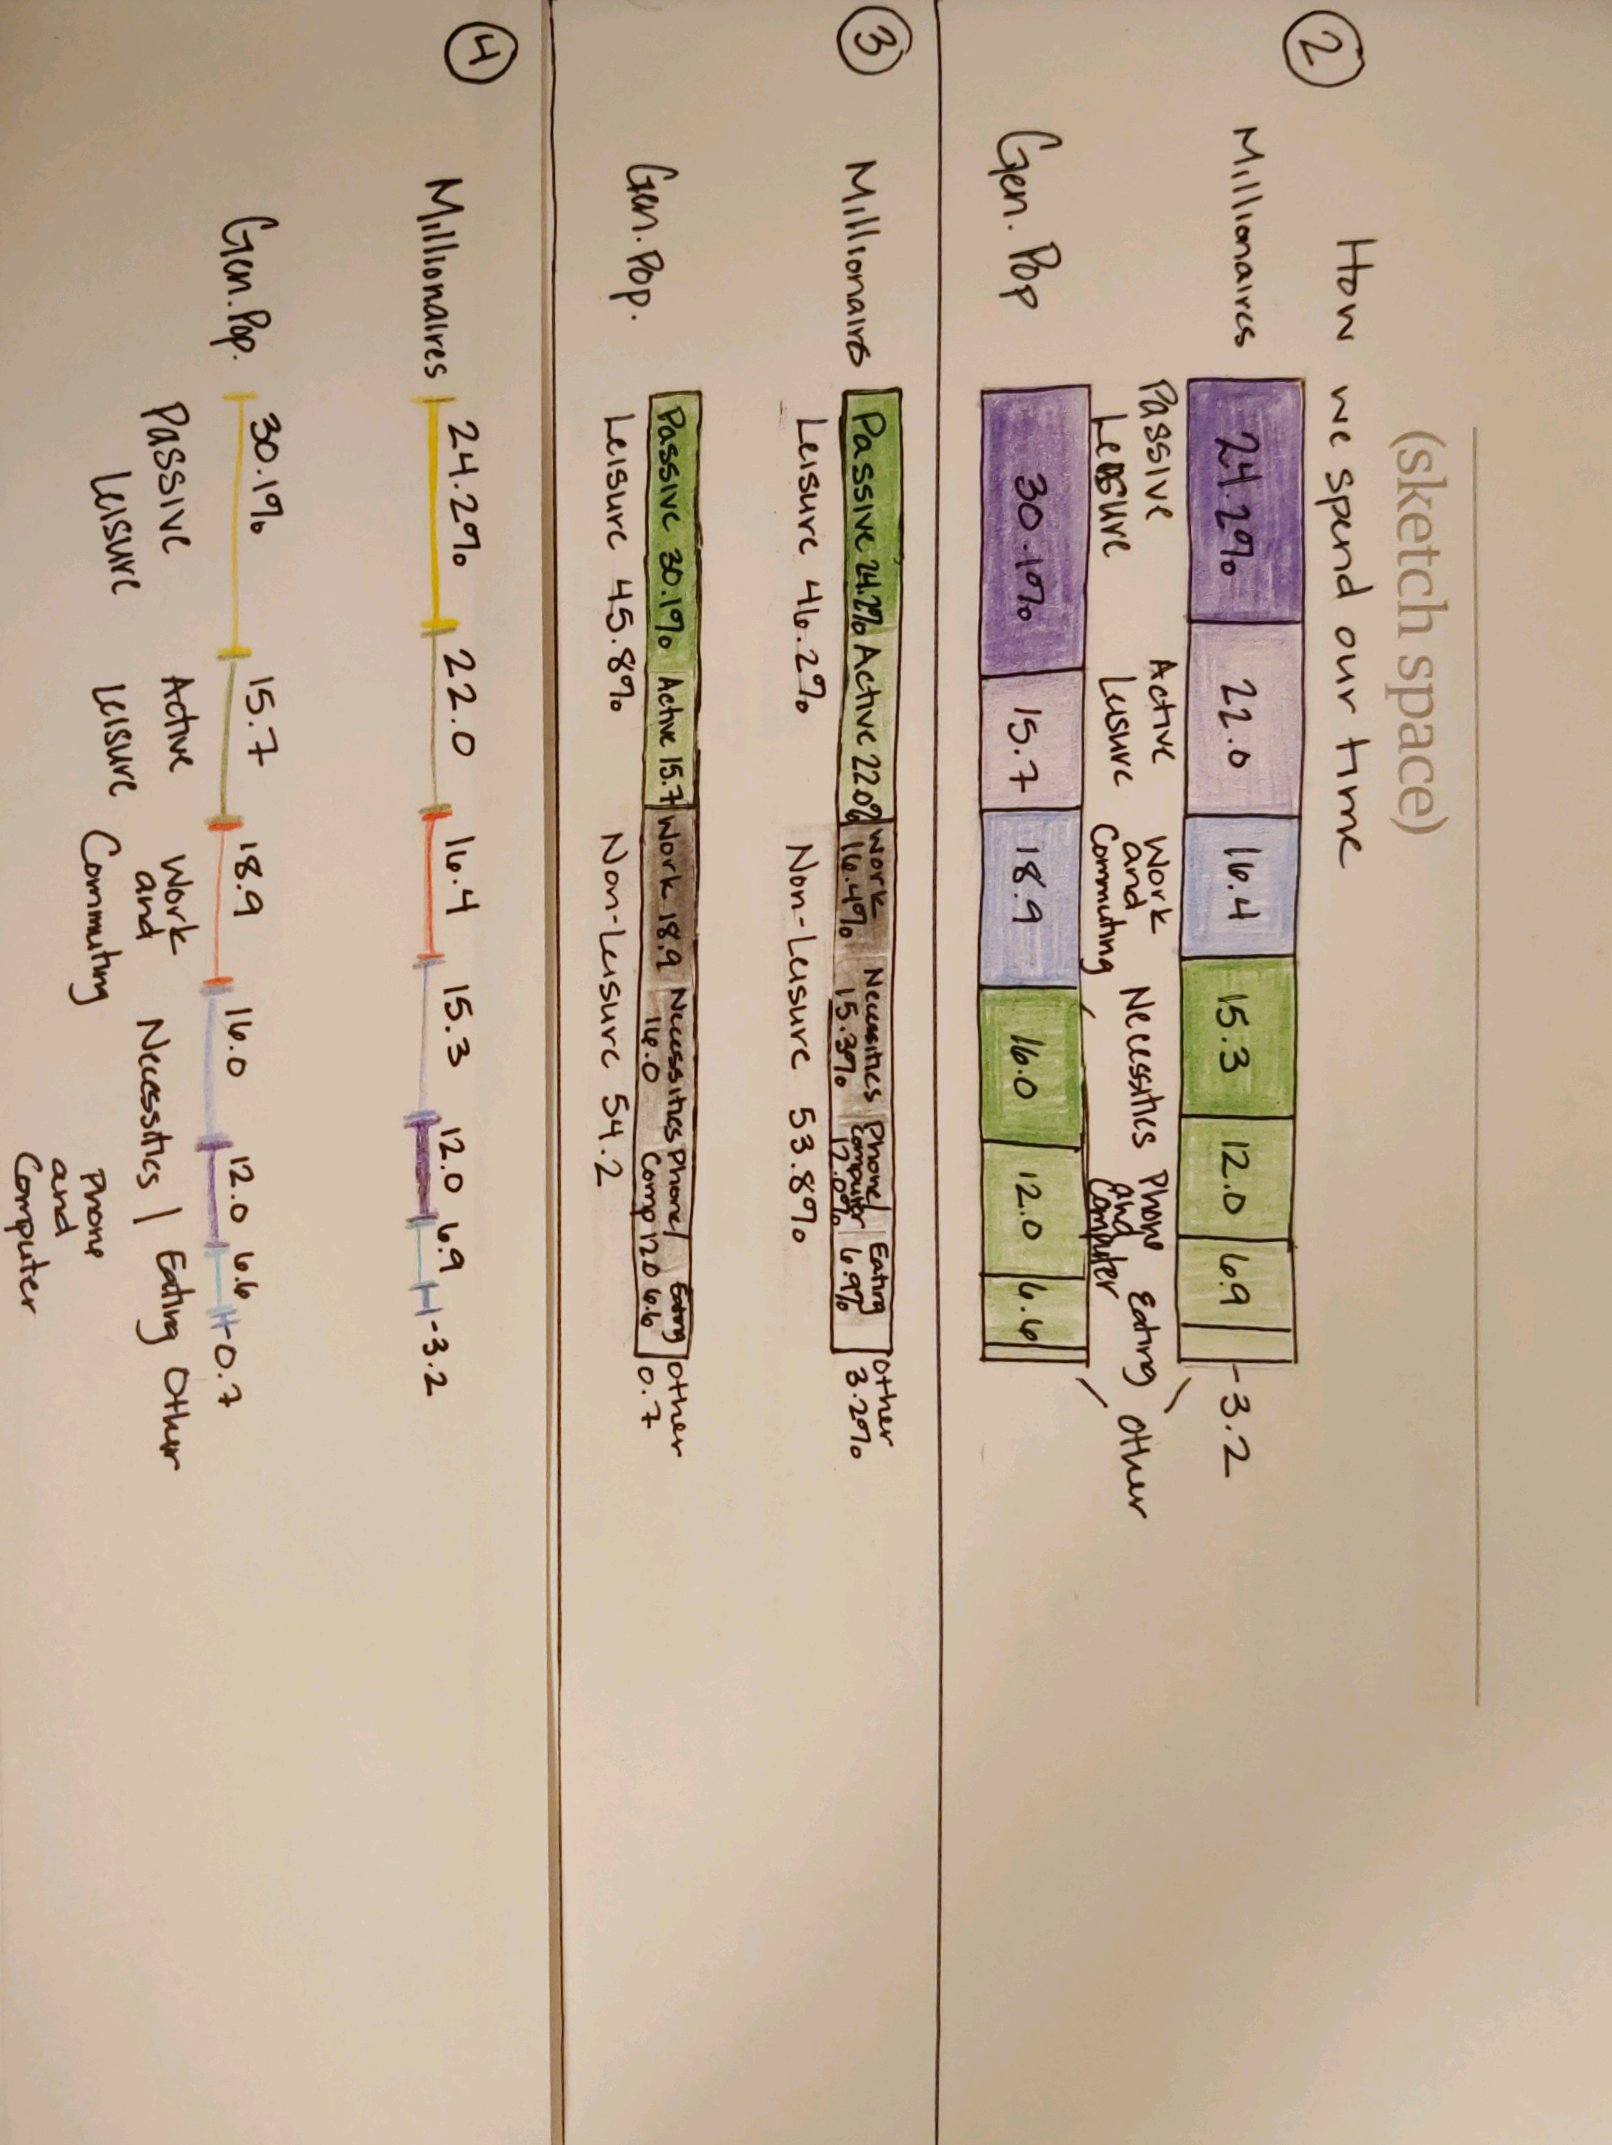 (sketch space)
2
How we spend our time
Millionaires
24.2% 22.0 16.4 15.3 12.0 6.9 -3.2
Passive Leisure
Active Leisure
Work and Commuting
Necessities
Phone and Computer
Eating
Other
Gen. Pop
30.1% 15.7 18.9 16.0 12.0 6.6
3
Millionaires
Passive 24.2% Active 22.0%
Work 16.4%
Necessities 15.3%
Phone/ Computer 12.0%
Eating 6.9%
Other 3.2%
Leisure 46.2% Non-Leisure 53.8%
Gen. Pop.
Passive 30.1% Active 15.7 Work 18.9
Necessities 16.0
Phone/ Comp 12.0
Eating 6.6
Other 0.7
Leisure 45.8% Non-Leisure 54.2
4
Millionaires
24.2% 22.0 16.4 15.3 12.0 6.9 -3.2
Gen. Pop.
30.1% 15.7 18.9 16.0 12.0 6.6 -0.7
Passive Leisure
Active Leisure
Work and Commuting
Necessities
Phone and Computer
Eating
Other